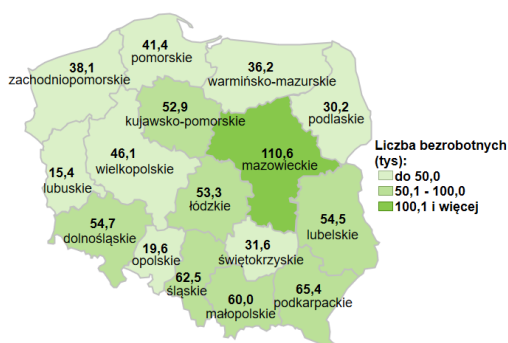 41,4
pomorskie
38,1
zachodniopomorskie
36,2
warmińsko-mazurskie
52,9
kujawsko-pomorskie
30,2
podlaskie
110,6
mazowieckie
46,1
wielkopolskie
15,4
lubuskie
53,3
łódzkie
54,7
dolnośląskie
54,5
lubelskie
19,6
opolskie
31,6
świętokrzyskie
62,5
śląskie
60,0
małopolskie
65,4
podkarpackie
Liczba bezrobotnych
(tys):
do 50,0
50,1 - 100,0
100,1 i więcej